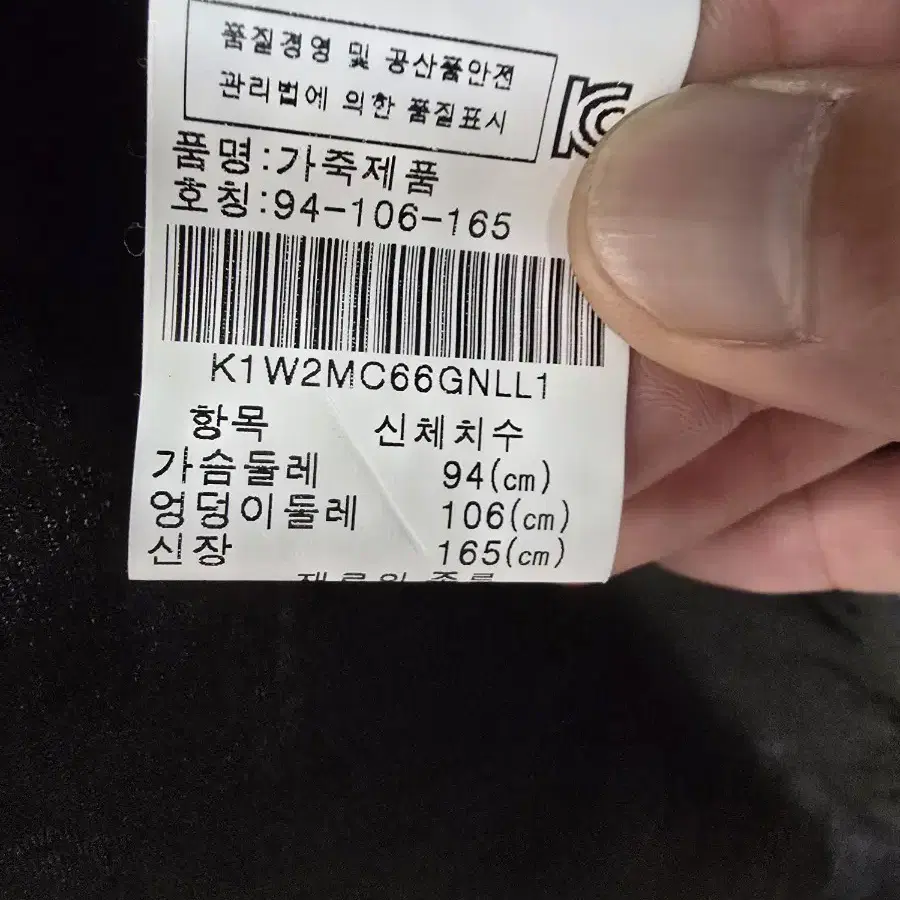 품질경영 및 공산품안전
관리법에 의한 품질표시
품명:가죽제품
호칭:94-106-165
K1W2MC66GNLL1
항목 신체치수
가슴둘레 94(cm)
엉덩이둘레 106(cm)
신장 165(cm)